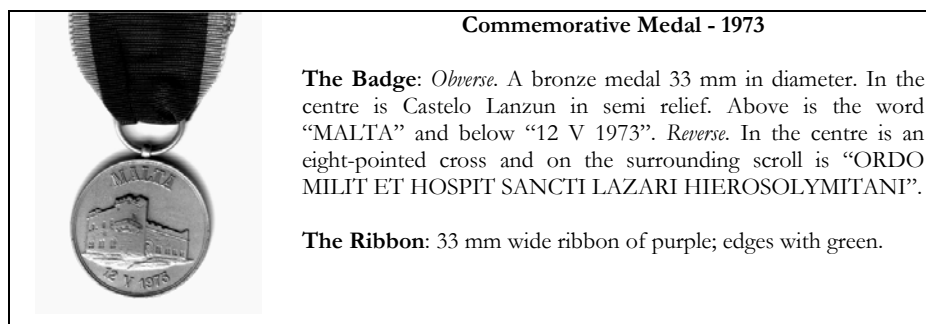 Commemorative Medal - 1973
The Badge: Obverse. A bronze medal 33 mm in diameter. In the
centre is Castelo Lanzun in semi relief. Above is the word
“MALTA” and below “12 V 1973”. Reverse. In the centre is an
eight-pointed cross and on the surrounding scroll is “ORDO
MILIT ET HOSPIT SANCTI LAZARI HIEROSOLYMITANI”.
The Ribbon: 33 mm wide ribbon of purple; edges with green.
MALTA
12 V 1973